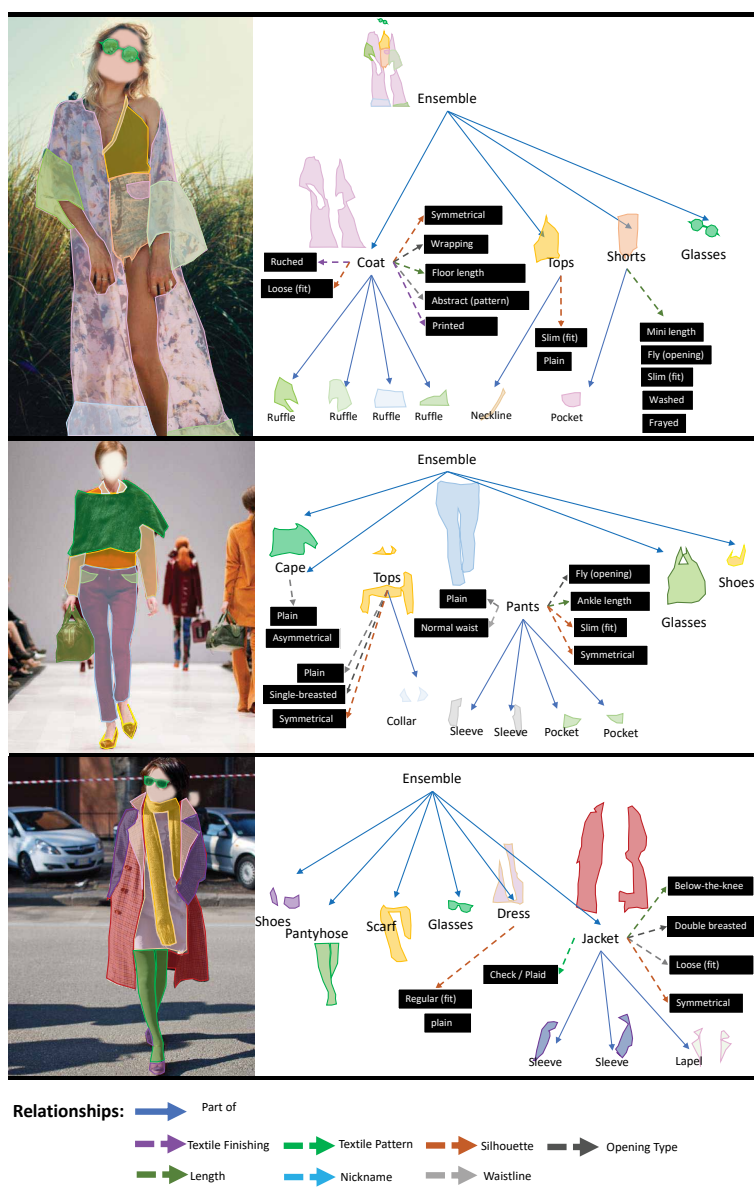 Ensemble
Symmetrical
Wrapping
Ruched
Coat
Floor length
Tops
Shorts
Glasses
Loose (fit)
Abstract (pattern)
Printed
Slim (fit)
Plain
Mini length
Fly (opening)
Slim (fit)
Washed
Frayed
Ruffle
Ruffle
Ruffle
Ruffle
Neckline
Pocket
Ensemble
Cape
Tops
Plain
Asymmetrical
Plain
Single-breasted
Symmetrical
Collar
Plain
Normal waist
Pants
Fly (opening)
Ankle length
Slim (fit)
Symmetrical
Glasses
Shoes
Sleeve
Sleeve
Pocket
Pocket
Ensemble
Shoes
Pantyhose
Scarf
Glasses
Dress
Jacket
Below-the-knee
Double breasted
Loose (fit)
Symmetrical
Check / Plaid
Regular (fit)
plain
Sleeve
Sleeve
Lapel
Relationships:
Part of
Textile Finishing
Textile Pattern
Silhouette
Opening Type
Length
Nickname
Waistline